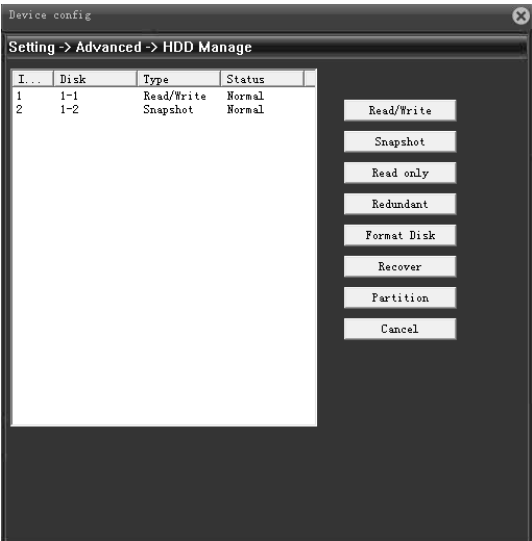 Device config
Setting -> Advanced -> HDD Manage
I... Disk Type Status
1 1-1 Read/Write Normal
2 1-2 Snapshot Normal
Read/Write
Snapshot
Read only
Redundant
Format Disk
Recover
Partition
Cancel